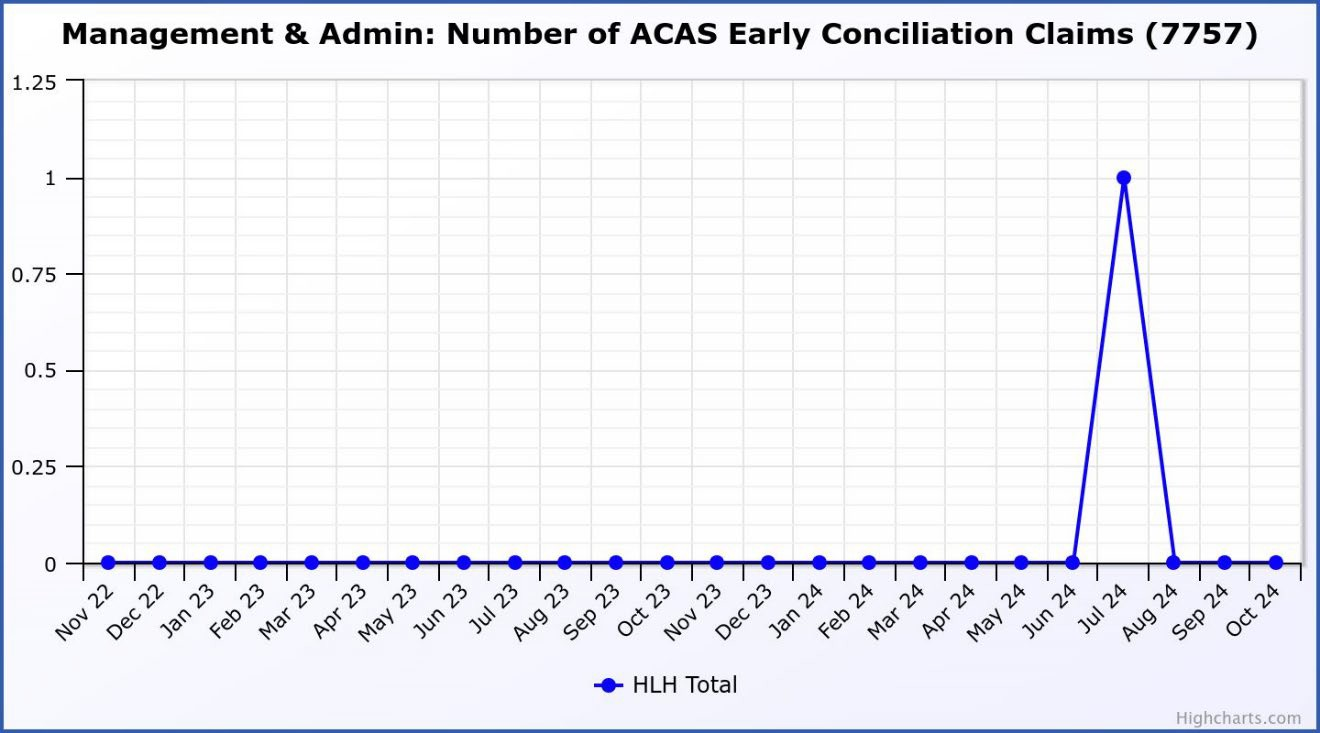 Management & Admin: Number of ACAS Early Conciliation Claims (7757)
1.25
1
0.75
0.5
0.25
0
Nov 22 Dec 22 Jan 23 Feb 23 Mar 23 Apr 23 May 23 Jun 23 Jul 23 Aug 23 Sep 23 Oct 23 Nov 23 Dec 23 Jan 24 Feb 24 Mar 24 Apr 24 May 24 Jun 24 Jul 24 Aug 24 Sep 24 Oct 24
HLH Total
Highcharts.com